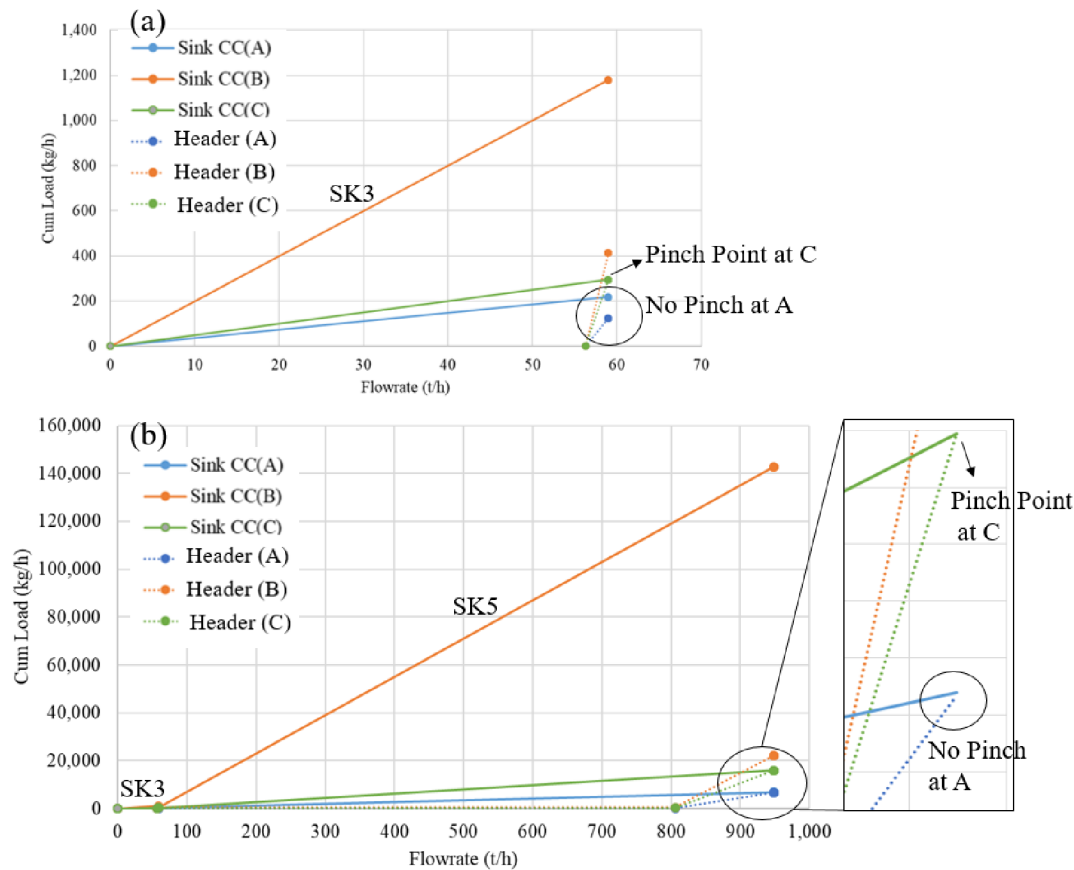 (a)
1,400
1,200
1,000
800
600
400
200
0
Cum Load (kg/h)
Sink CC(A)
Sink CC(B)
Sink CC(C)
Header (A)
Header (B)
Header (C)
SK3
Pinch Point at C
No Pinch at A
0 10 20 30 40 50 60 70
Flowrate (t/h)
(b)
160,000
140,000
120,000
100,000
80,000
60,000
40,000
20,000
0
Cum Load (kg/h)
Sink CC(A)
Sink CC(B)
Sink CC(C)
Header (A)
Header (B)
Header (C)
SK5
SK3
Pinch Point
at C
No Pinch
at A
0 100 200 300 400 500 600 700 800 900 1,000
Flowrate (t/h)